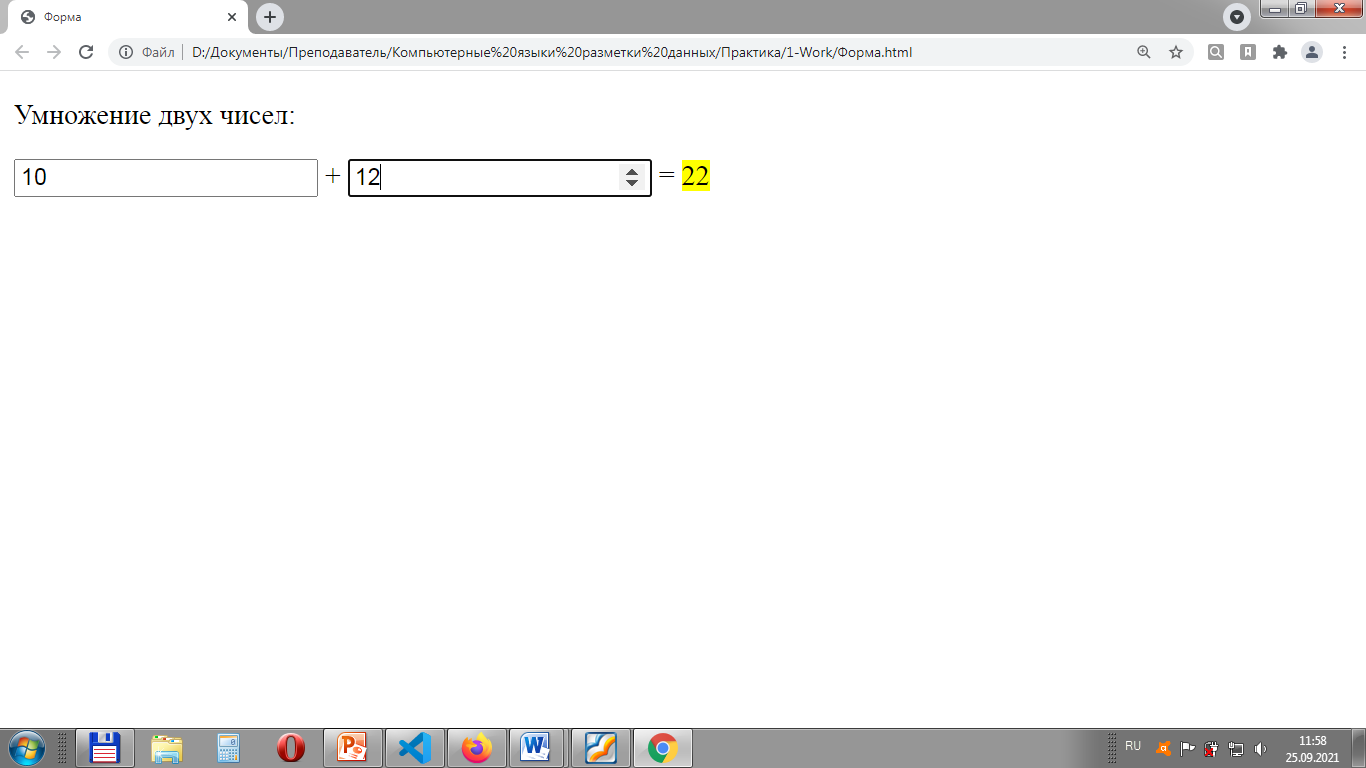 Форма
Файл D:/Документы/Преподаватель/Компьютерные%20языки%20разметки%20данных/Практика/1-Work/Форма.html
Умножение двух чисел:
10 + 12 = 22
RU
11:58
25.09.2021